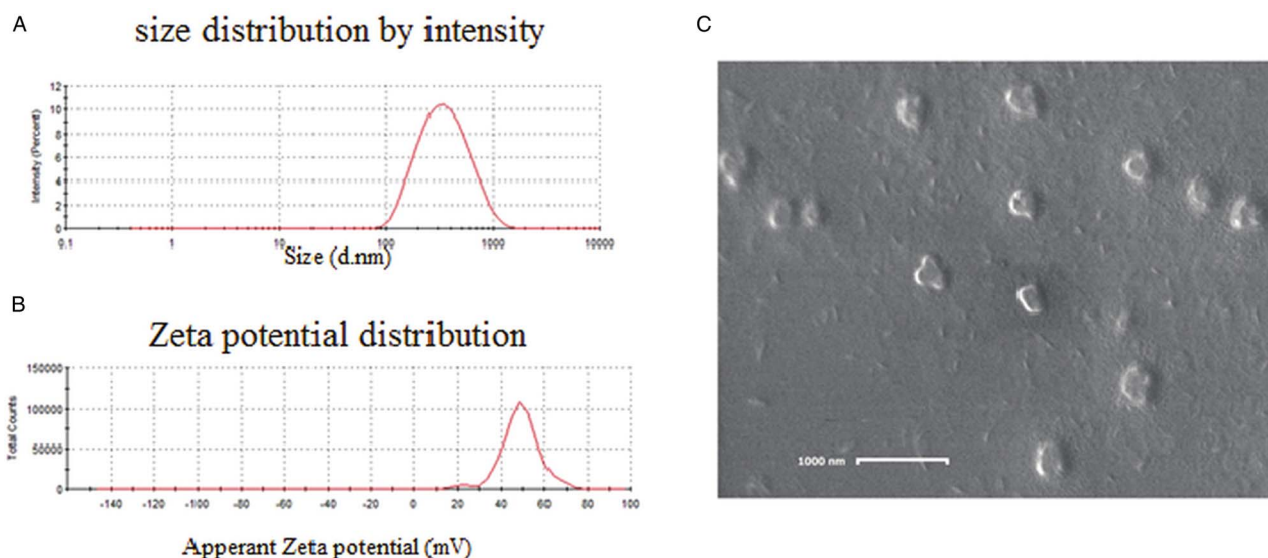 A
size distribution by intensity
Intensity (Percent)
12
10
8
6
4
2
0
0.1 1 10 100 1000 10000
Size (d.nm)
B
Zeta potential distribution
Total Counts
150000
100000
50000
0
-140 -120 -100 -80 -60 -40 -20 0 20 40 60 80 100
Apperant Zeta potential (mV)
C
1000 nm